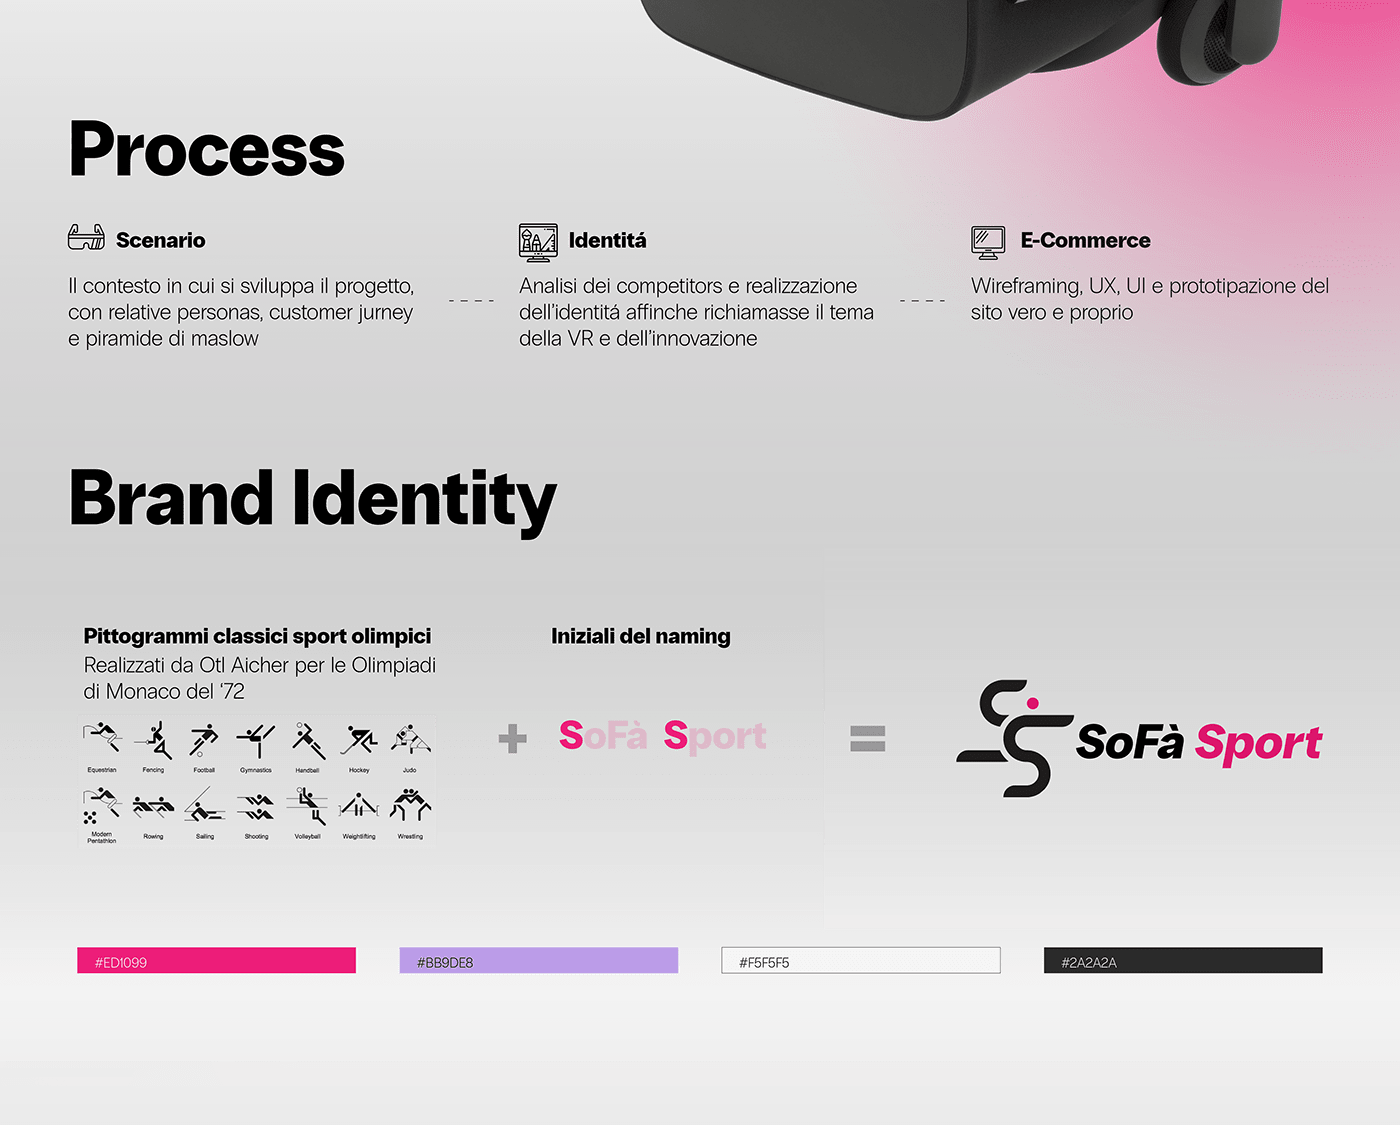 Process
Scenario
Il contesto in cui si sviluppa il progetto,
con relative personas, customer jurney
e piramide di maslow
Identitá
Analisi dei competitors e realizzazione
dell'identitá affinche richiamasse il tema
della VR e dell'innovazione
E-Commerce
Wireframing, UX, UI e prototipazione del
sito vero e proprio
Brand Identity
Pittogrammi classici sport olimpici
Realizzati da Otl Aicher per le Olimpiadi
di Monaco del '72
Equestrian Fencing Football Gymnastics Handball Hockey Judo
Modern
Pentathlon Rowing Sailing Shooting Volleyball Weightlifting Wrestling
+
Iniziali del naming
SoFà Sport
=
SoFà Sport
#ED1099
#BB9DE8
#F5F5F5
#2A2A2A